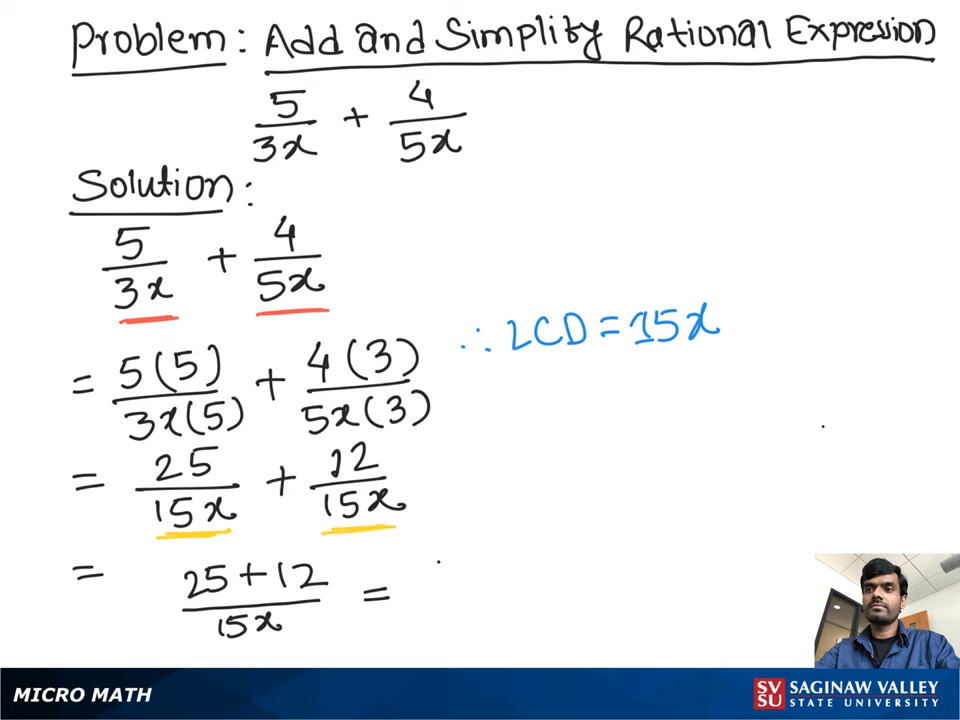 Problem: Add and Simplify Rational Expression
5/3x + 4/5x
Solution:
5/3x + 4/5x
∴ LCD = 15x
= 5(5)/3x(5) + 4(3)/5x(3)
= 25/15x + 12/15x
= 25+12/15x =
MICRO MATH
SV SU SAGINAW VALLEY
STATE UNIVERSITY